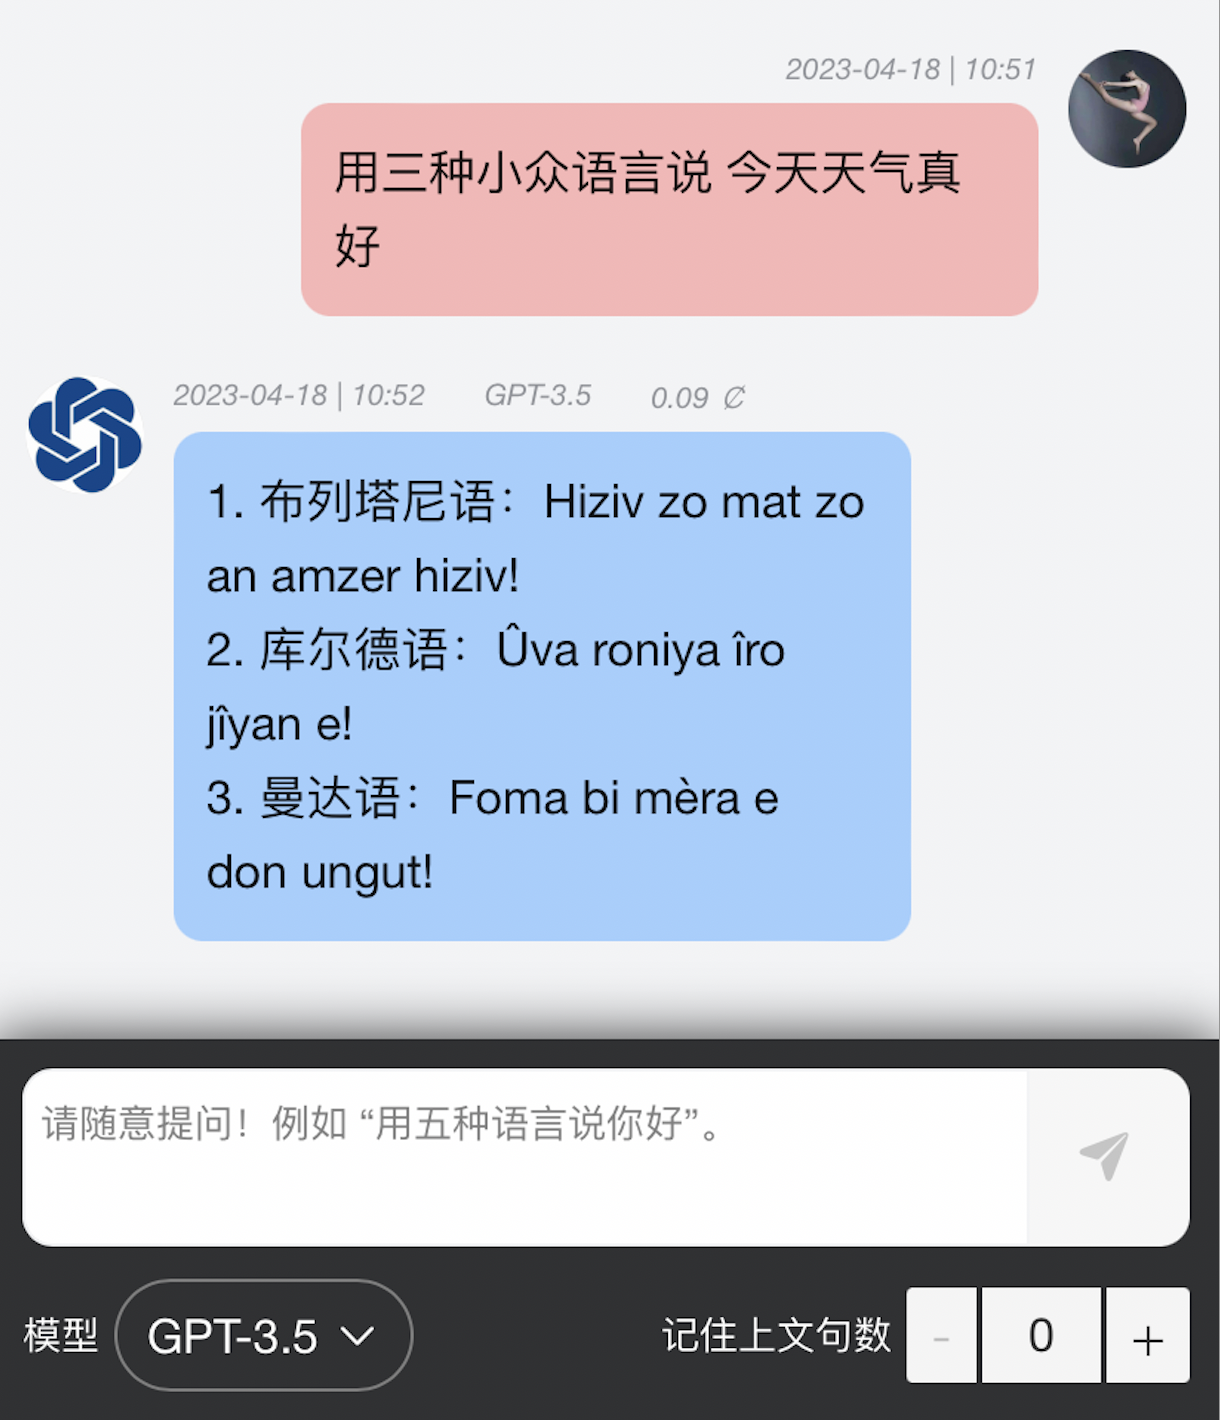 2023-04-18 | 10:51
用三种小众语言说 今天天气真
好
2023-04-18 | 10:52 GPT-3.5 0.09 ₡
1. 布列塔尼语：Hiziv zo mat zo
an amzer hiziv!
2. 库尔德语：Ûva roniya îro
jîyan e!
3. 曼达语：Foma bi mèra e
don ungut!
请随意提问！例如 “用五种语言说你好”。
模型 GPT-3.5 记住上文句数 - 0 +